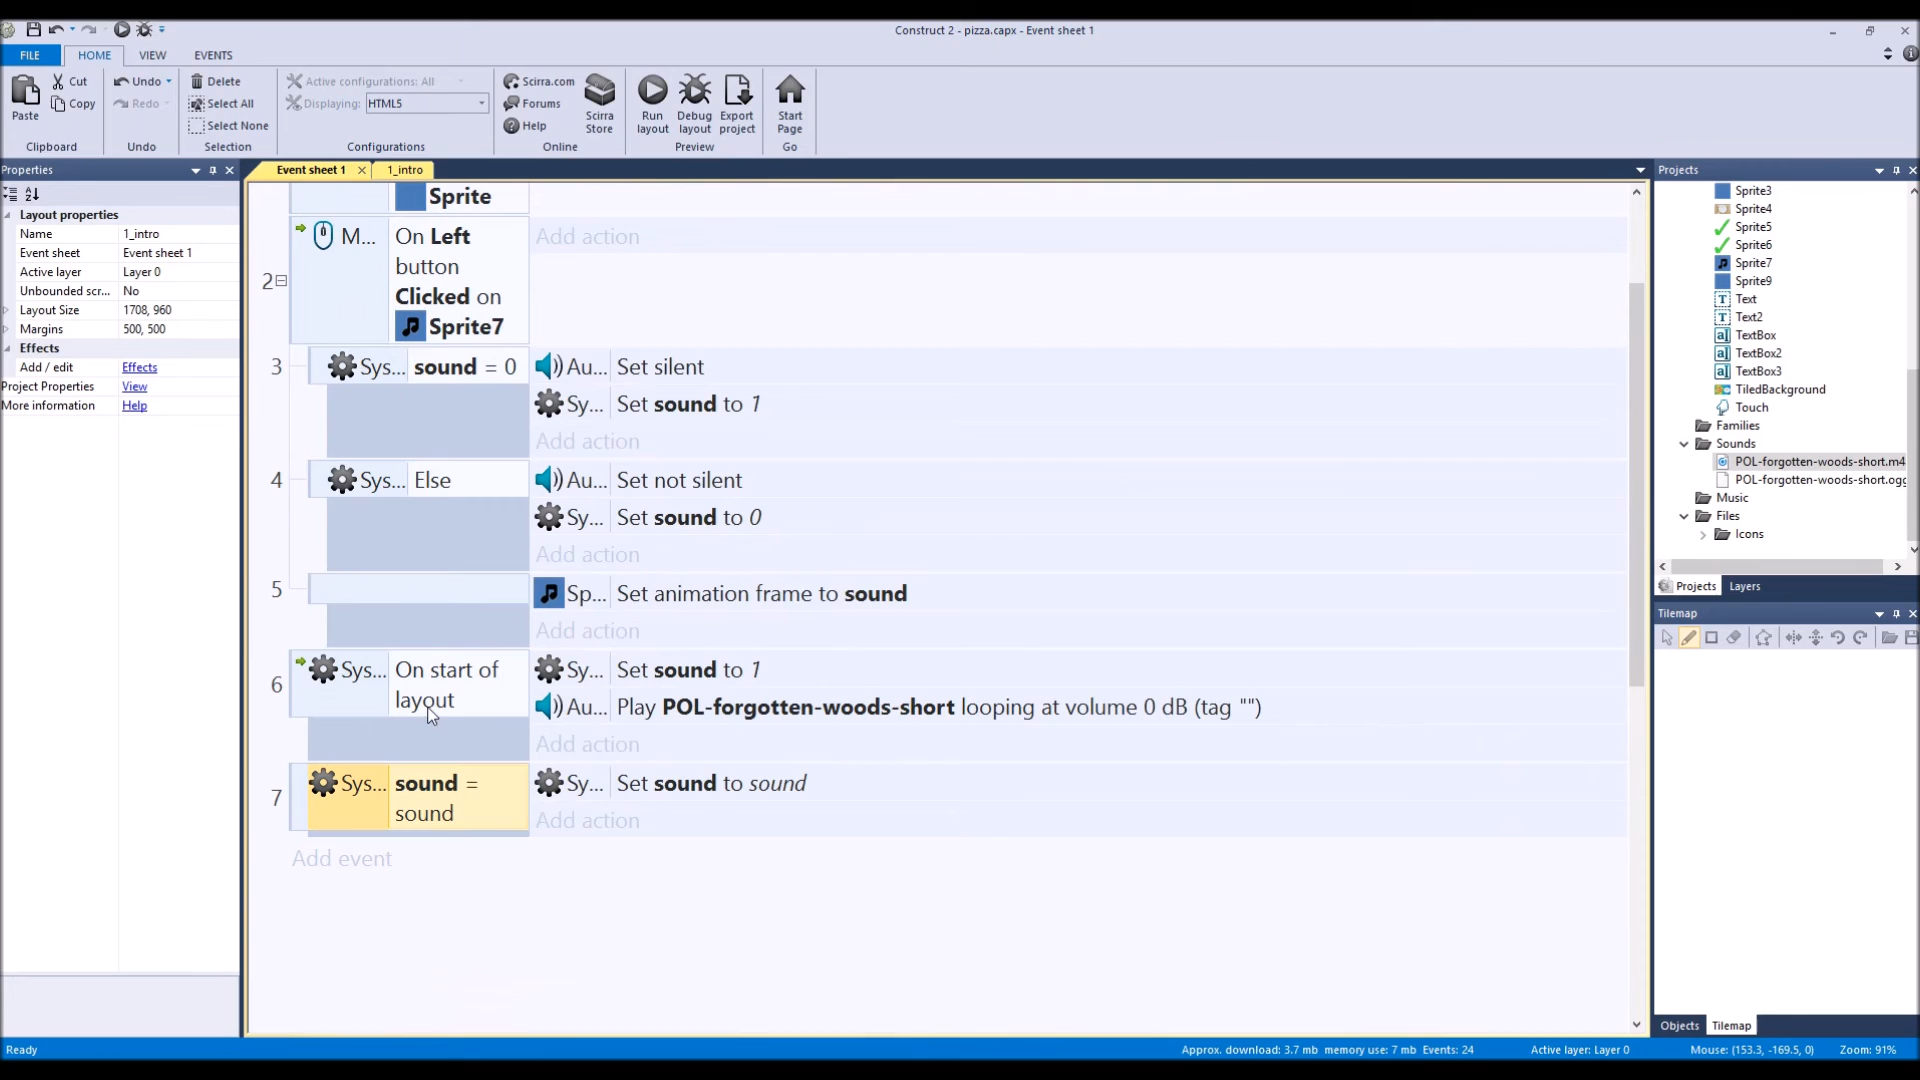 Construct 2 - pizza.capx - Event sheet 1
FILE
HOME
VIEW
EVENTS
Paste
Cut
Copy
Clipboard
Undo
Redo
Undo
Delete
Select All
Select None
Selection
Active configurations: All
Displaying: HTML5
Configurations
Scirra.com
Forums
Help
Scirra Store
Online
Run layout
Debug layout
Export project
Preview
Start Page
Go
Properties
Layout properties
Name 1_intro
Event sheet Event sheet 1
Active layer Layer 0
Unbounded scr... No
Layout Size 1708, 960
Margins 500, 500
Effects
Add / edit Effects
Project Properties View
More information Help
Event sheet 1
1_intro
Sprite
2
M...
On Left
button
Clicked on
Sprite7
Add action
3
Sys... sound = 0
Au... Set silent
Sy... Set sound to 1
Add action
4
Sys... Else
Au... Set not silent
Sy... Set sound to 0
Add action
5
Sp... Set animation frame to sound
Add action
6
Sys... On start of
layout
Sy... Set sound to 1
Au... Play POL-forgotten-woods-short looping at volume 0 dB (tag "")
Add action
7
Sys... sound =
sound
Sy... Set sound to sound
Add action
Add event
Projects
Sprite3
Sprite4
Sprite5
Sprite6
Sprite7
Sprite9
Text
Text2
TextBox
TextBox2
TextBox3
TiledBackground
Touch
Families
Sounds
POL-forgotten-woods-short.m4
POL-forgotten-woods-short.ogg
Music
Files
Icons
Projects
Layers
Tilemap
Objects
Tilemap
Ready
Approx. download: 3.7 mb memory use: 7 mb Events: 24
Active layer: Layer 0
Mouse: (153.3, -169.5, 0)
Zoom: 91%